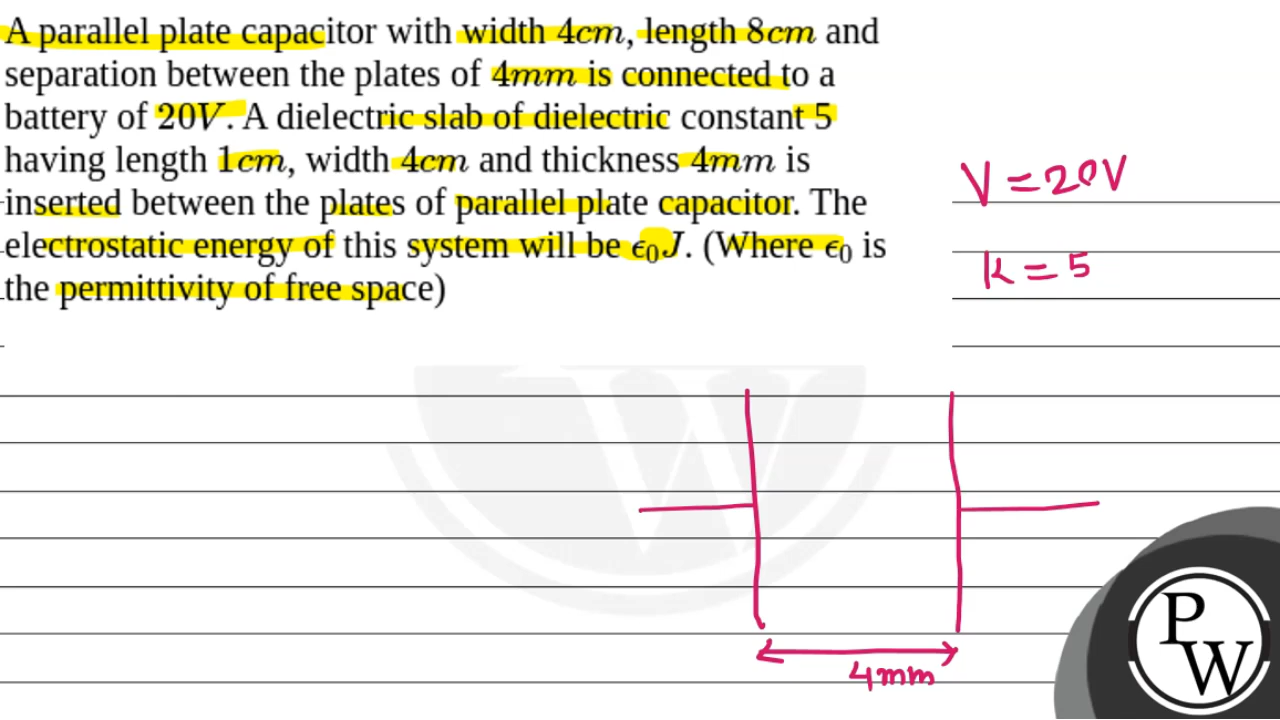 A parallel plate capacitor with width 4cm, length 8cm and
separation between the plates of 4mm is connected to a
battery of 20V. A dielectric slab of dielectric constant 5
having length 1cm, width 4cm and thickness 4mm is
inserted between the plates of parallel plate capacitor. The
electrostatic energy of this system will be ϵ₀J. (Where ϵ₀ is
the permittivity of free space)
V = 20V
K = 5
4mm
W
P
W